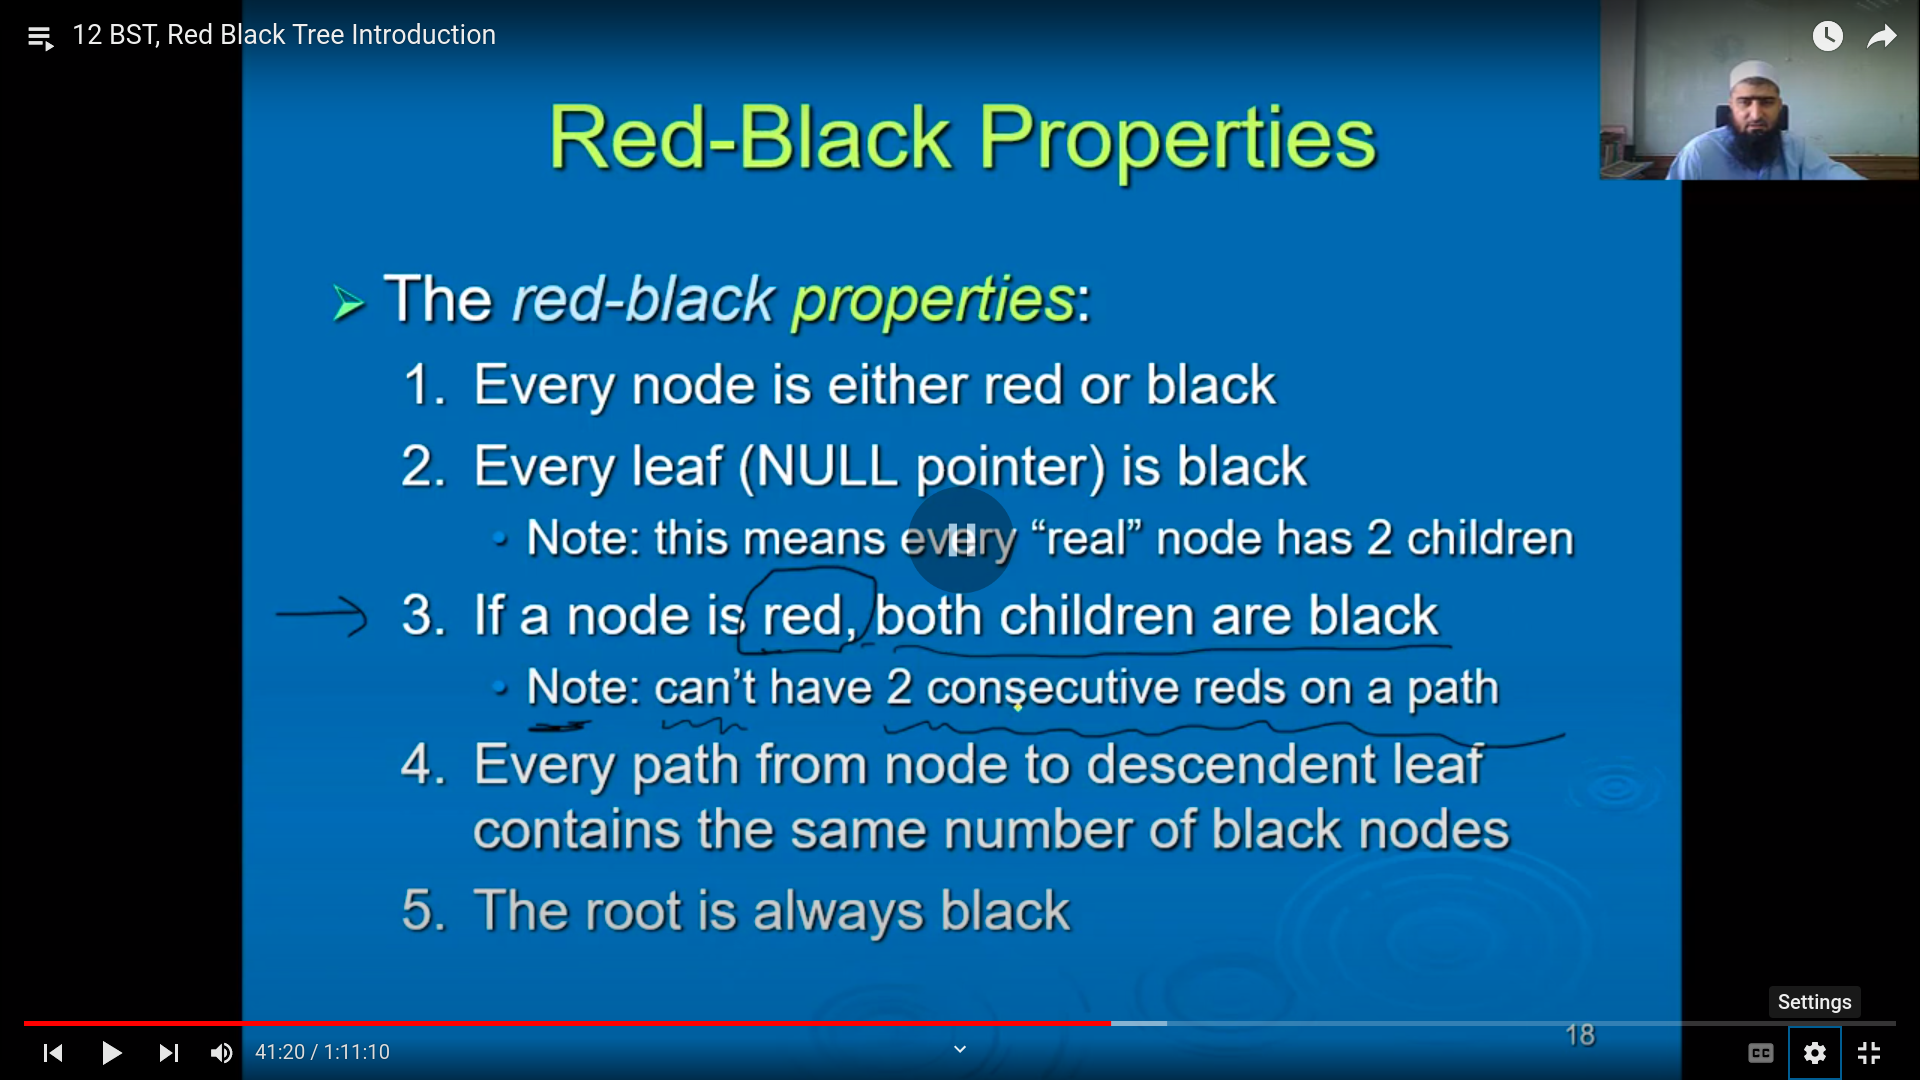 12 BST, Red Black Tree Introduction
Red-Black Properties
The red-black properties:
1. Every node is either red or black
2. Every leaf (NULL pointer) is black
Note: this means every “real” node has 2 children
3. If a node is red, both children are black
Note: can’t have 2 consecutive reds on a path
4. Every path from node to descendent leaf
contains the same number of black nodes
5. The root is always black
Settings
18
41:20 / 1:11:10
CC